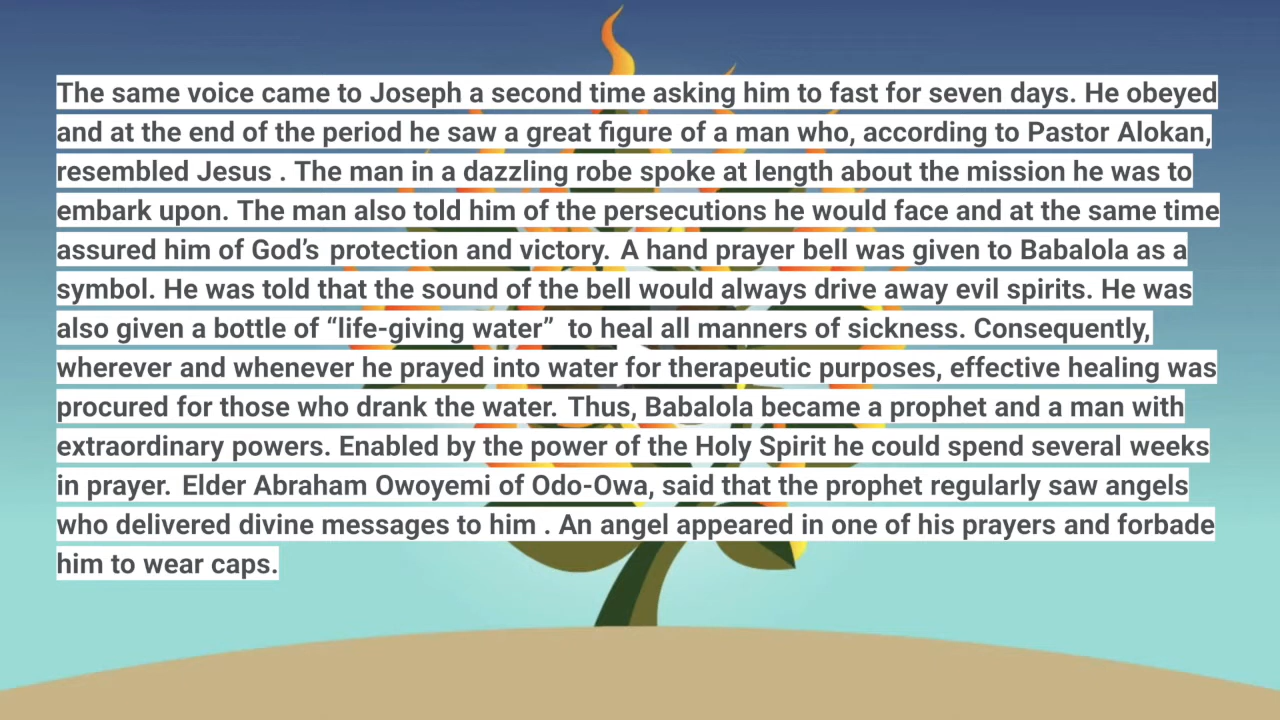 The same voice came to Joseph a second time asking him to fast for seven days. He obeyed
and at the end of the period he saw a great figure of a man who, according to Pastor Alokan,
resembled Jesus . The man in a dazzling robe spoke at length about the mission he was to
embark upon. The man also told him of the persecutions he would face and at the same time
assured him of God’s protection and victory. A hand prayer bell was given to Babalola as a
symbol. He was told that the sound of the bell would always drive away evil spirits. He was
also given a bottle of “life-giving water”  to heal all manners of sickness. Consequently,
wherever and whenever he prayed into water for therapeutic purposes, effective healing was
procured for those who drank the water. Thus, Babalola became a prophet and a man with
extraordinary powers. Enabled by the power of the Holy Spirit he could spend several weeks
in prayer. Elder Abraham Owoyemi of Odo-Owa, said that the prophet regularly saw angels
who delivered divine messages to him . An angel appeared in one of his prayers and forbade
him to wear caps.